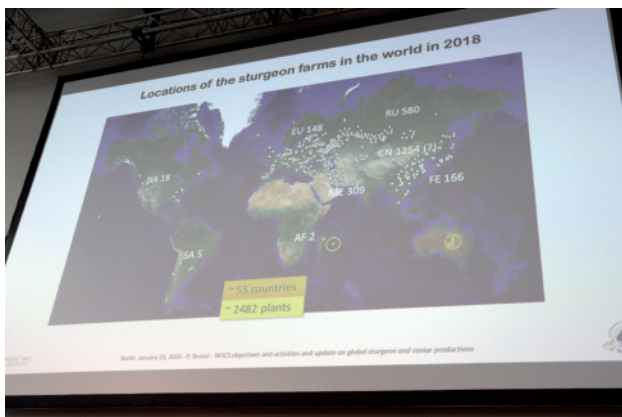 Locations of the sturgeon farms in the world in 2018
RU 580
EU 148
CN 1254 (?)
NA 18
ME 309
FE 166
AF 2
SA 5
~ 55 countries
~ 2482 plants
Berlin, January 29, 2020 - P. Bronzi - WSCS objectives and activities and update on global sturgeon and caviar productions